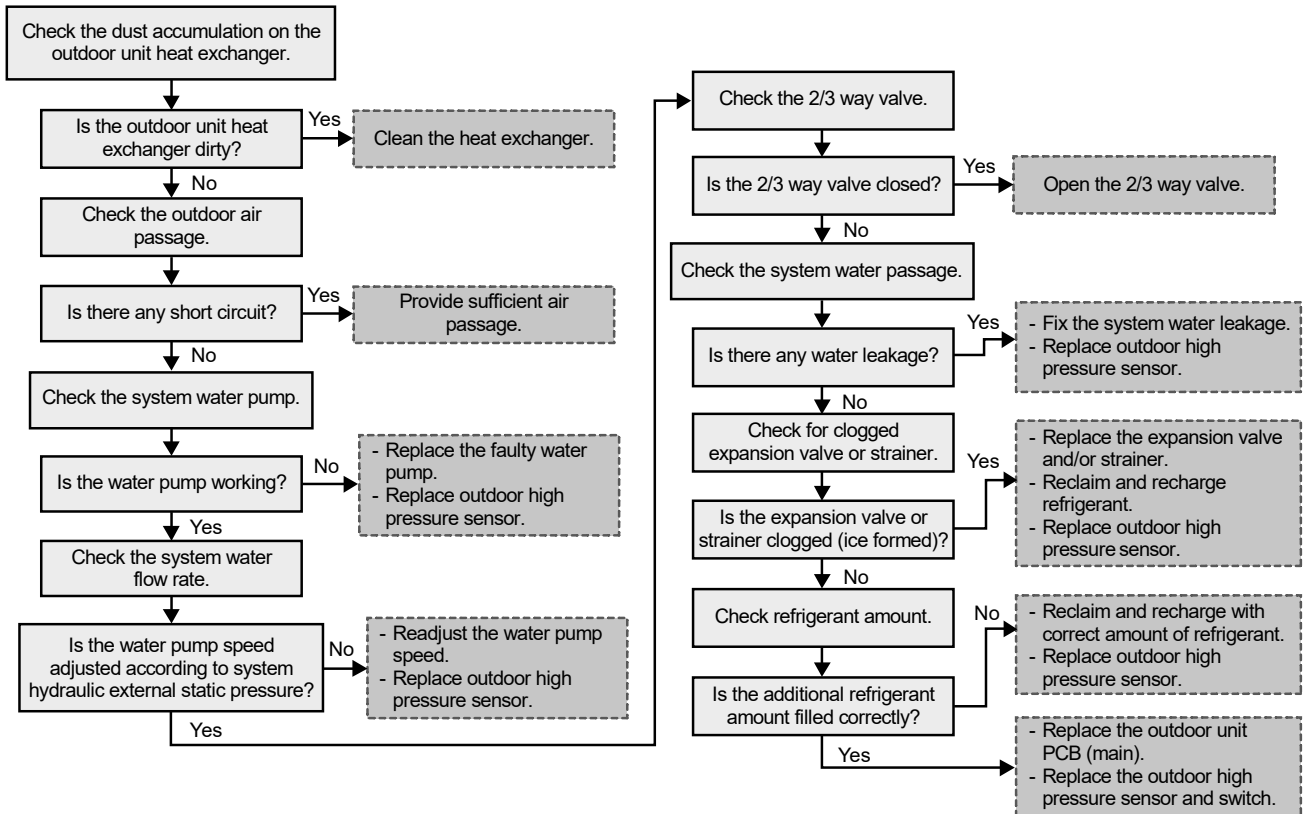 Check the dust accumulation on the
outdoor unit heat exchanger.
Is the outdoor unit heat
exchanger dirty?
Yes
Clean the heat exchanger.
No
Check the outdoor air
passage.
Is there any short circuit?
Yes
Provide sufficient air
passage.
No
Check the system water pump.
Is the water pump working?
No
- Replace the faulty water
pump.
- Replace outdoor high
pressure sensor.
Yes
Check the system water
flow rate.
Is the water pump speed
adjusted according to system
hydraulic external static pressure?
No
- Readjust the water pump
speed.
- Replace outdoor high
pressure sensor.
Yes
Check the 2/3 way valve.
Is the 2/3 way valve closed?
Yes
Open the 2/3 way valve.
No
Check the system water passage.
Is there any water leakage?
Yes
- Fix the system water leakage.
- Replace outdoor high
pressure sensor.
No
Check for clogged
expansion valve or strainer.
Is the expansion valve or
strainer clogged (ice formed)?
Yes
- Replace the expansion valve
and/or strainer.
- Reclaim and recharge
refrigerant.
- Replace outdoor high
pressure sensor.
No
Check refrigerant amount.
Is the additional refrigerant
amount filled correctly?
No
- Reclaim and recharge with
correct amount of refrigerant.
- Replace outdoor high
pressure sensor.
Yes
- Replace the outdoor unit
PCB (main).
- Replace the outdoor high
pressure sensor and switch.